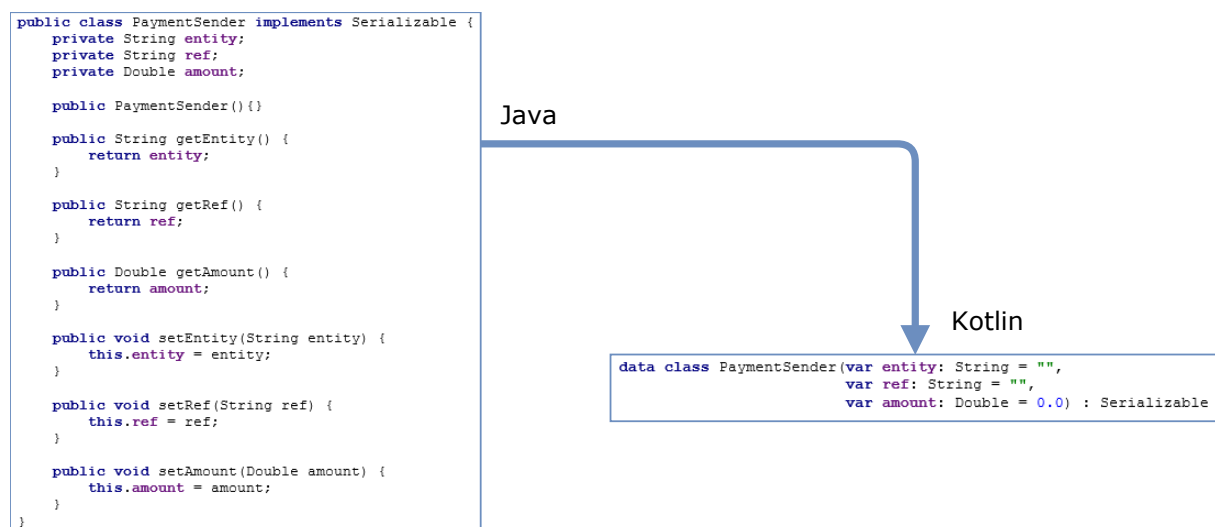 public class PaymentSender implements Serializable {
    private String entity;
    private String ref;
    private Double amount;

    public PaymentSender(){}

    public String getEntity() {
        return entity;
    }

    public String getRef() {
        return ref;
    }

    public Double getAmount() {
        return amount;
    }

    public void setEntity(String entity) {
        this.entity = entity;
    }

    public void setRef(String ref) {
        this.ref = ref;
    }

    public void setAmount(Double amount) {
        this.amount = amount;
    }
}
Java
Kotlin
data class PaymentSender(var entity: String = "",
                         var ref: String = "",
                         var amount: Double = 0.0) : Serializable